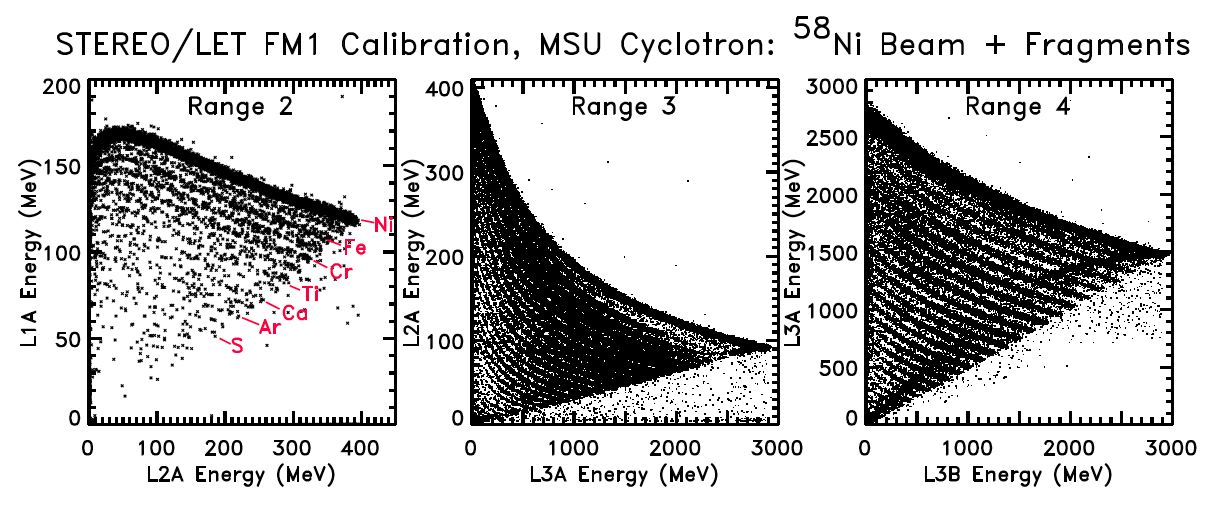 STEREO/LET FM1 Calibration, MSU Cyclotron: ⁵⁸Ni Beam + Fragments
Range 2
L1A Energy (MeV)
200
150
100
50
0
Ni
Fe
Cr
Ti
Ca
Ar
S
0 100 200 300 400
L2A Energy (MeV)
Range 3
L2A Energy (MeV)
400
300
200
100
0
0 1000 2000 3000
L3A Energy (MeV)
Range 4
L3A Energy (MeV)
3000
2500
2000
1500
1000
500
0
0 1000 2000 3000
L3B Energy (MeV)